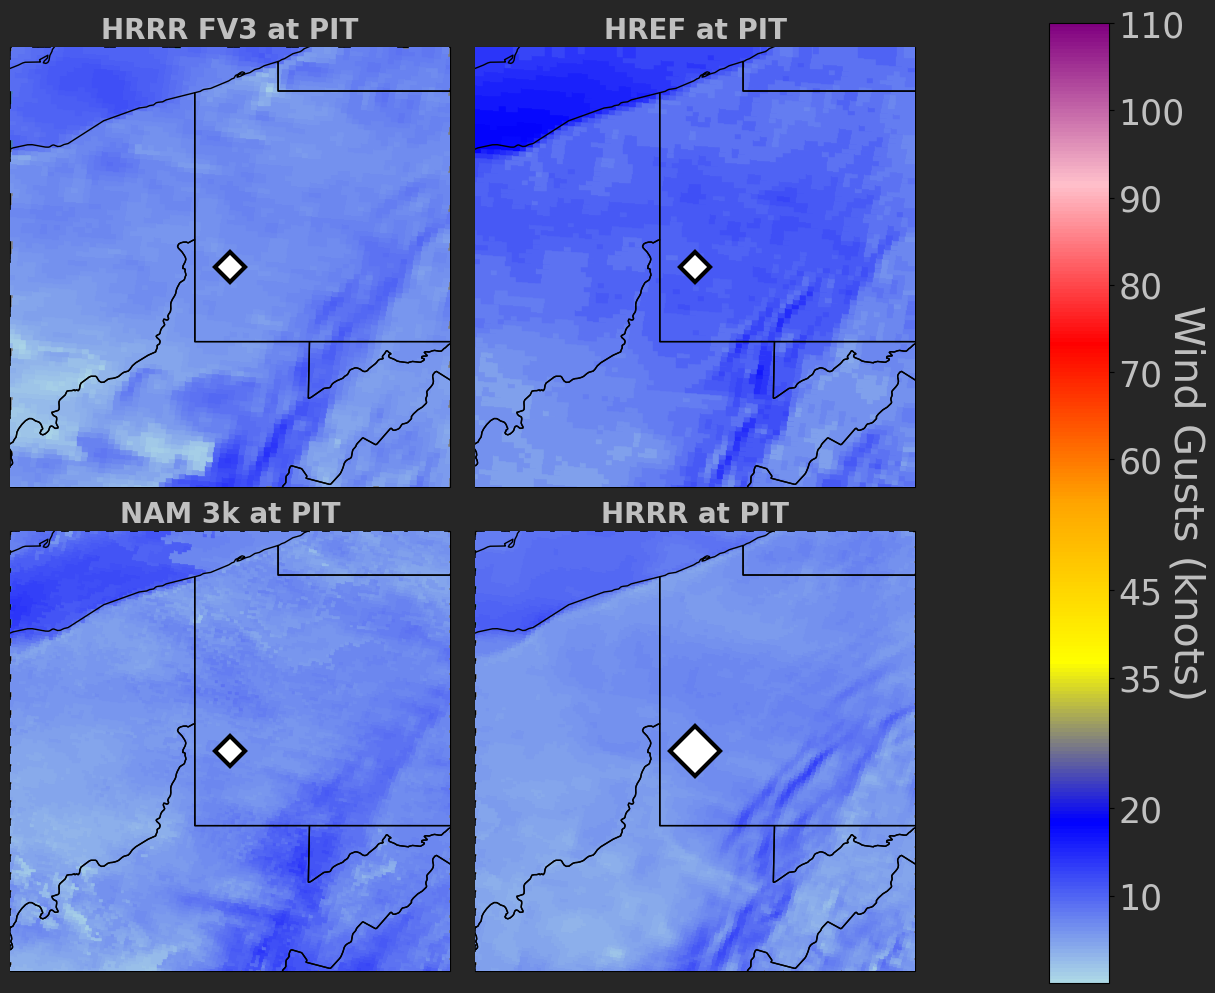 HRRR FV3 at PIT
HREF at PIT
NAM 3k at PIT
HRRR at PIT
110
100
90
80
70
60
45
35
20
10
Wind Gusts (knots)